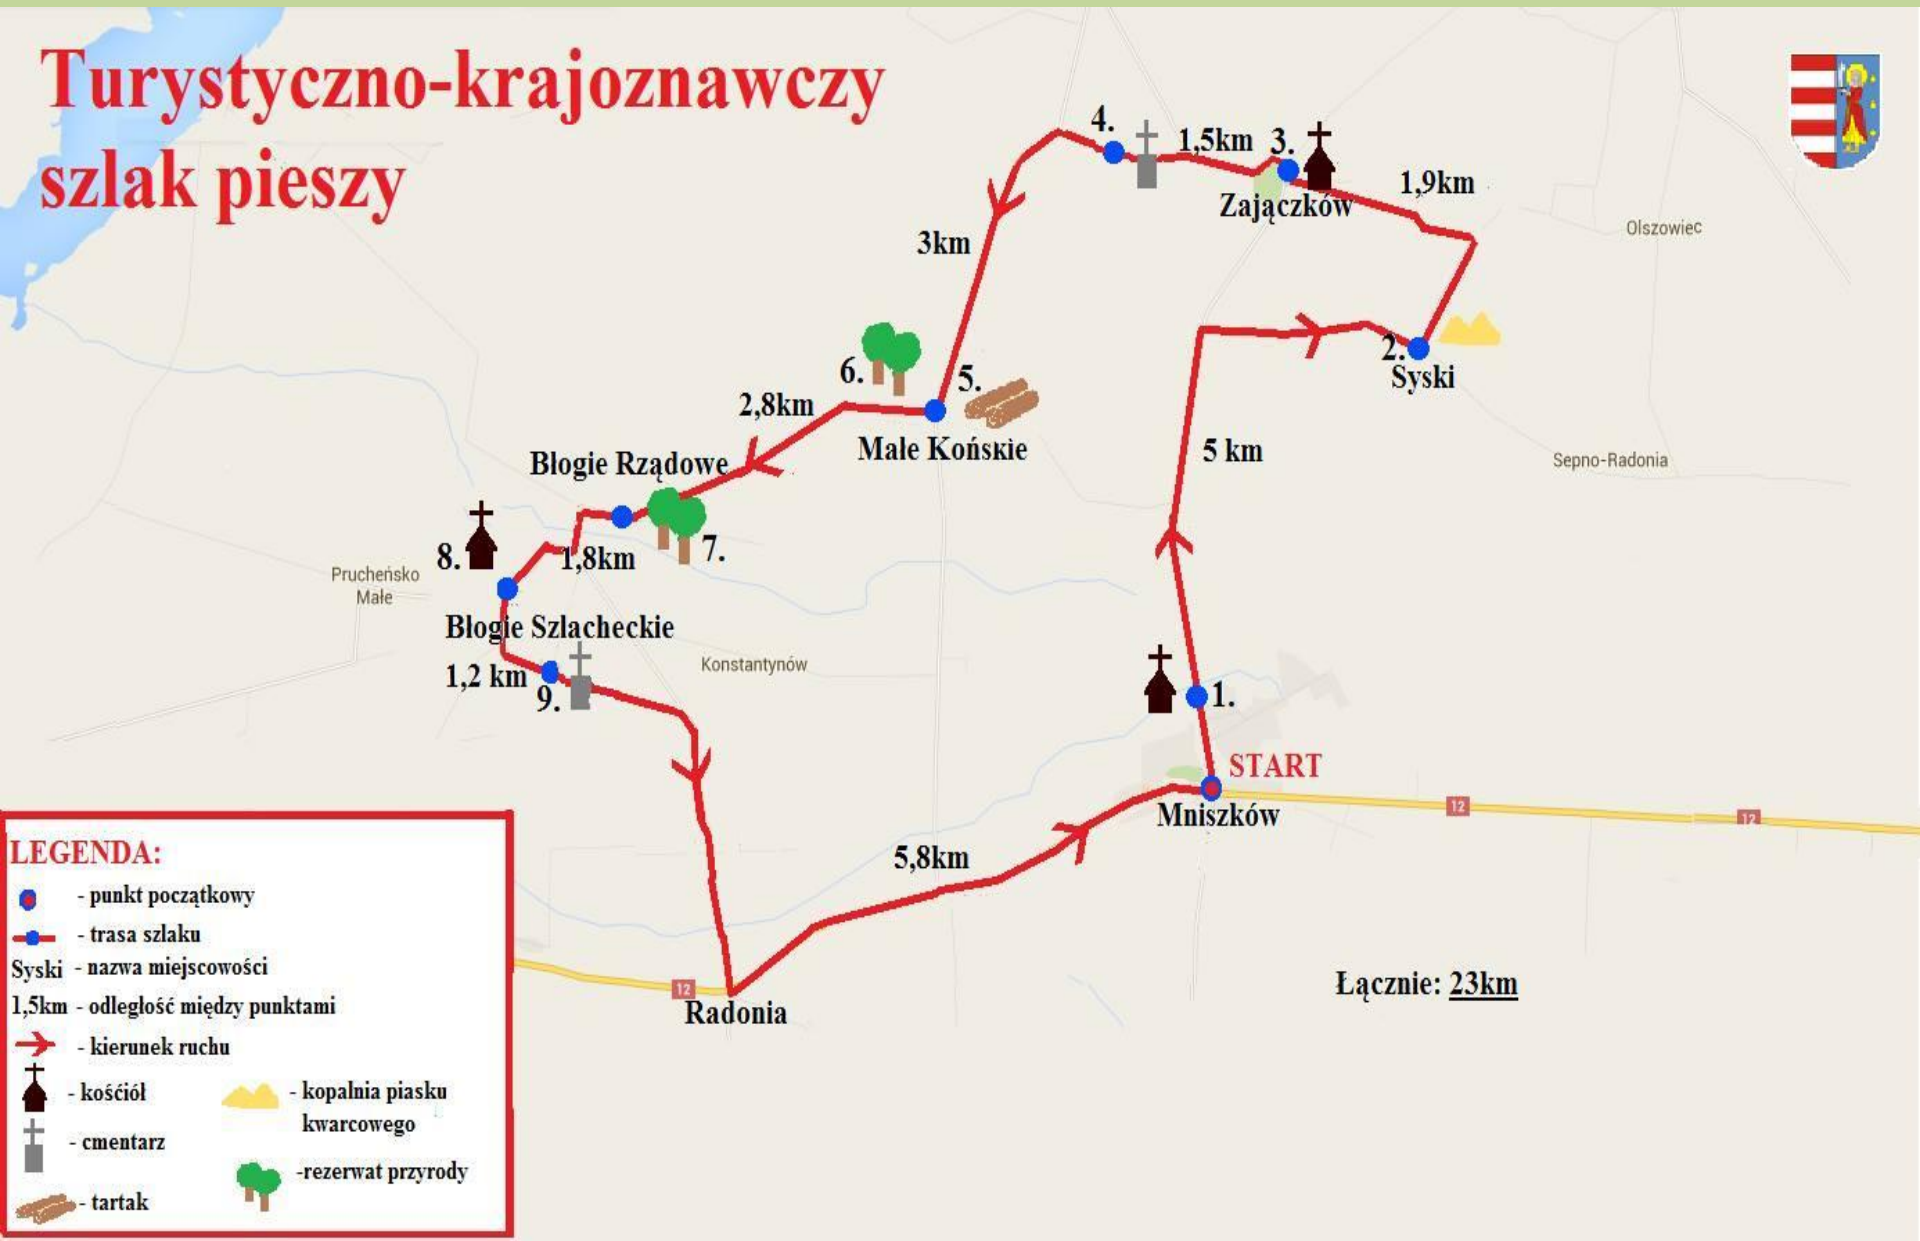 Turystyczno-krajoznawczy
szlak pieszy
4.
1,5km
3.
1,9km
Zajączków
Olszowiec
3km
2.
Syski
6.
5.
2,8km
Małe Końskie
5 km
Sepno-Radonia
Błogie Rządowe
8.
1,8km
7.
Prucheńsko
Małe
Błogie Szlacheckie
Konstantynów
1,2 km
9.
1.
START
Mniszków
12
12
5,8km
12
Radonia
Łącznie: 23km
LEGENDA:
- punkt początkowy
- trasa szlaku
Syski - nazwa miejscowości
1,5km - odległość między punktami
- kierunek ruchu
- kośćiół
- cmentarz
- tartak
- kopalnia piasku
kwarcowego
-rezerwat przyrody